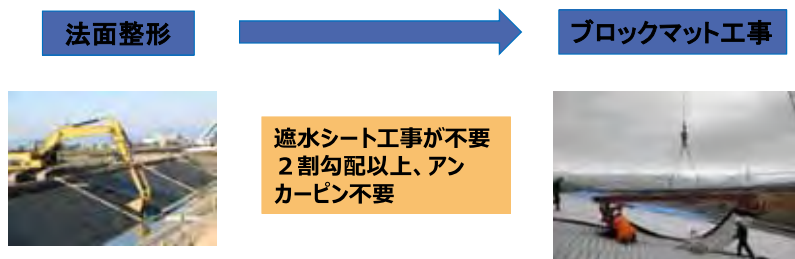 法面整形
ブロックマット工事
遮水シート工事が不要
２割勾配以上、アン
カーピン不要